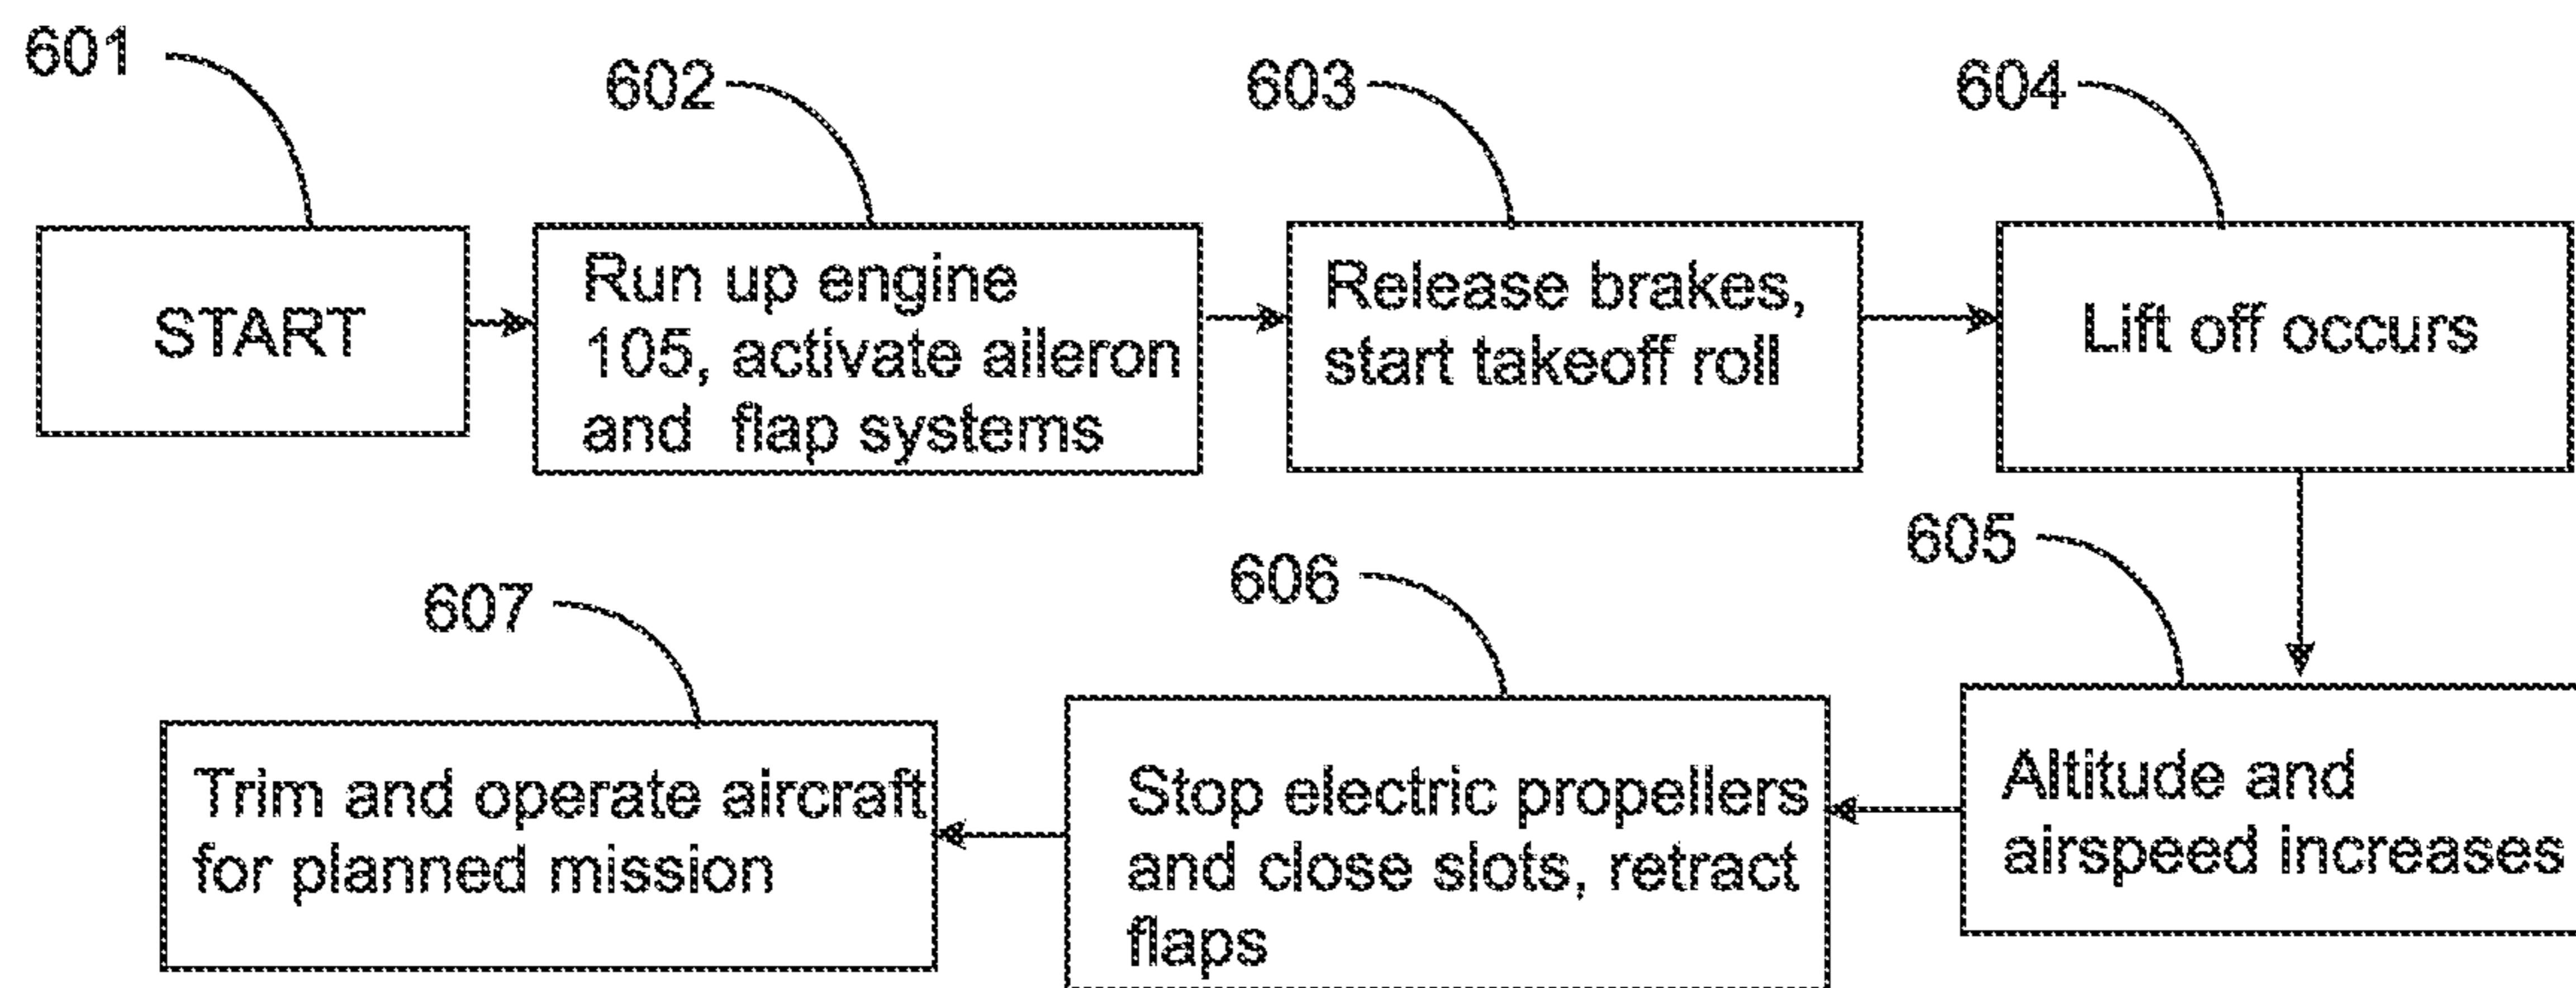 601
START
602
Run up engine
105, activate aileron
and flap systems
603
Release brakes,
start takeoff roll
604
Lift off occurs
605
Altitude and
airspeed increases
606
Stop electric propellers
and close slots, retract
flaps
607
Trim and operate aircraft
for planned mission